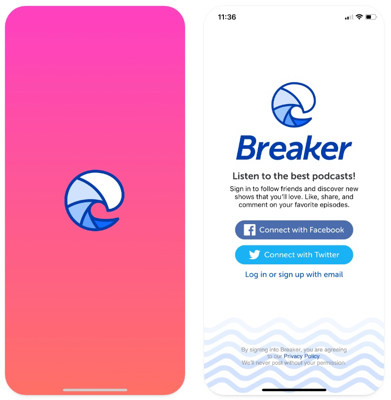 11:36
Breaker
Listen to the best podcasts!
Sign in to follow friends and discover new
shows that you'll love. Like, share, and
comment on your favorite episodes.
Connect with Facebook
Connect with Twitter
Log in or sign up with email
By signing into Breaker, you are agreeing
to our Privacy Policy.
We'll never post without your permission.